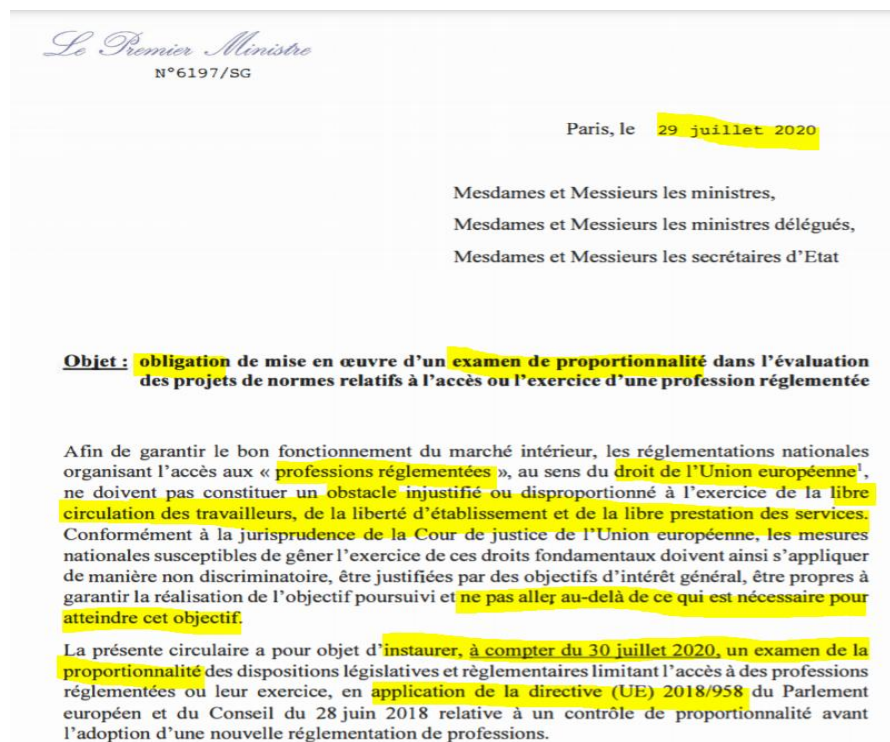 Le Premier Ministre
N°6197/SG
Paris, le 29 juillet 2020
Mesdames et Messieurs les ministres,
Mesdames et Messieurs les ministres délégués,
Mesdames et Messieurs les secrétaires d'Etat
Objet : obligation de mise en œuvre d'un examen de proportionnalité dans l'évaluation
des projets de normes relatifs à l'accès ou l'exercice d'une profession réglementée
Afin de garantir le bon fonctionnement du marché intérieur, les réglementations nationales
organisant l'accès aux « professions réglementées », au sens du droit de l'Union européenne¹,
ne doivent pas constituer un obstacle injustifié ou disproportionné à l'exercice de la libre
circulation des travailleurs, de la liberté d'établissement et de la libre prestation des services.
Conformément à la jurisprudence de la Cour de justice de l'Union européenne, les mesures
nationales susceptibles de gêner l'exercice de ces droits fondamentaux doivent ainsi s'appliquer
de manière non discriminatoire, être justifiées par des objectifs d'intérêt général, être propres à
garantir la réalisation de l'objectif poursuivi et ne pas aller au-delà de ce qui est nécessaire pour
atteindre cet objectif.
La présente circulaire a pour objet d'instaurer, à compter du 30 juillet 2020, un examen de la
proportionnalité des dispositions législatives et règlementaires limitant l'accès à des professions
réglementées ou leur exercice, en application de la directive (UE) 2018/958 du Parlement
européen et du Conseil du 28 juin 2018 relative à un contrôle de proportionnalité avant
l'adoption d'une nouvelle réglementation de professions.